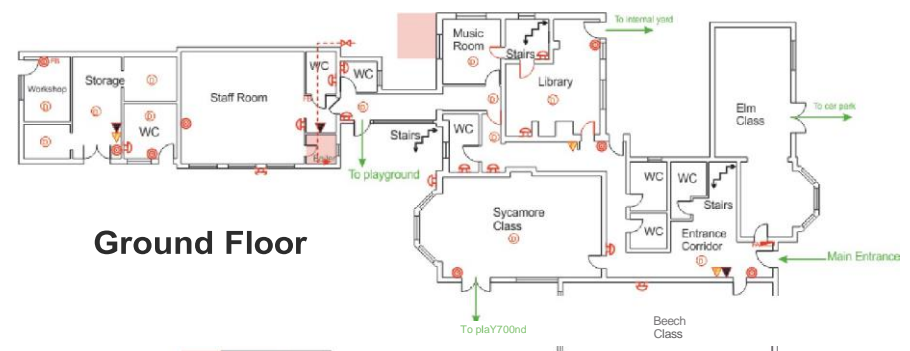 To internal yord
Music
Room
Stairs
WC
WC
Storage
Workshop
Staff Room
Library
Elm
Class
To car park
WC
Stairs
WC
To playground
WC
WC
Stairs
Sycamore
Class
WC
Entrance
Corridor
Ground Floor
Main Entrance
To plaY700nd
Beech
Class